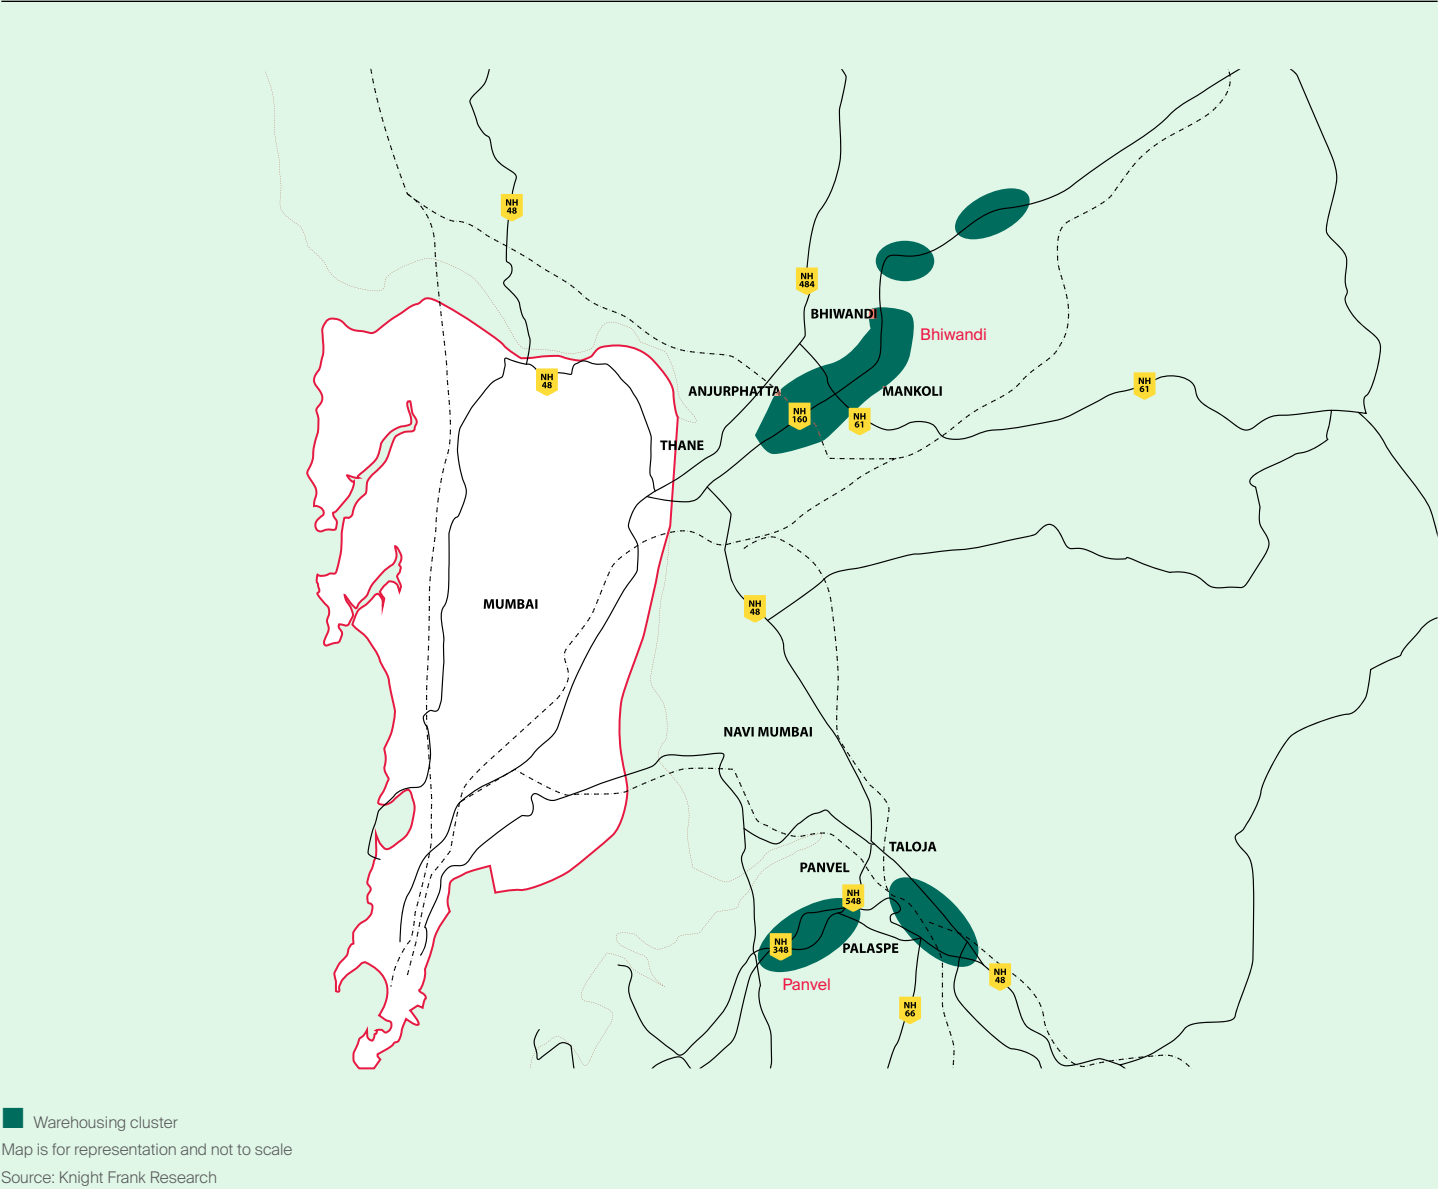 NH
48
NH
484
BHIWANDI
Bhiwandi
NH
48
ANJURPHATTA
MANKOLI
NH
61
NH
160
NH
61
THANE
MUMBAI
NH
48
NAVI MUMBAI
TALOJA
PANVEL
NH
548
NH
348
PALASPE
Panvel
NH
48
NH
66
Warehousing cluster
Map is for representation and not to scale
Source: Knight Frank Research